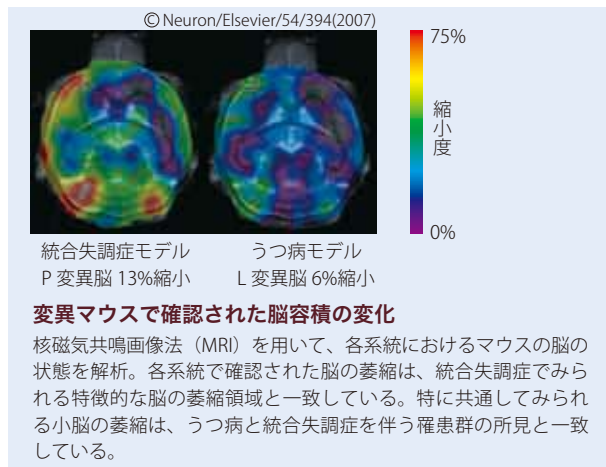 © Neuron/Elsevier/54/394(2007)
75%
縮小度
0%
統合失調症モデル
P 変異脳 13%縮小
うつ病モデル
L 変異脳 6%縮小
変異マウスで確認された脳容積の変化
核磁気共鳴画像法（MRI）を用いて、各系統におけるマウスの脳の
状態を解析。各系統で確認された脳の萎縮は、統合失調症でみら
れる特徴的な脳の萎縮領域と一致している。特に共通してみられ
る小脳の萎縮は、うつ病と統合失調症を伴う罹患群の所見と一致
している。